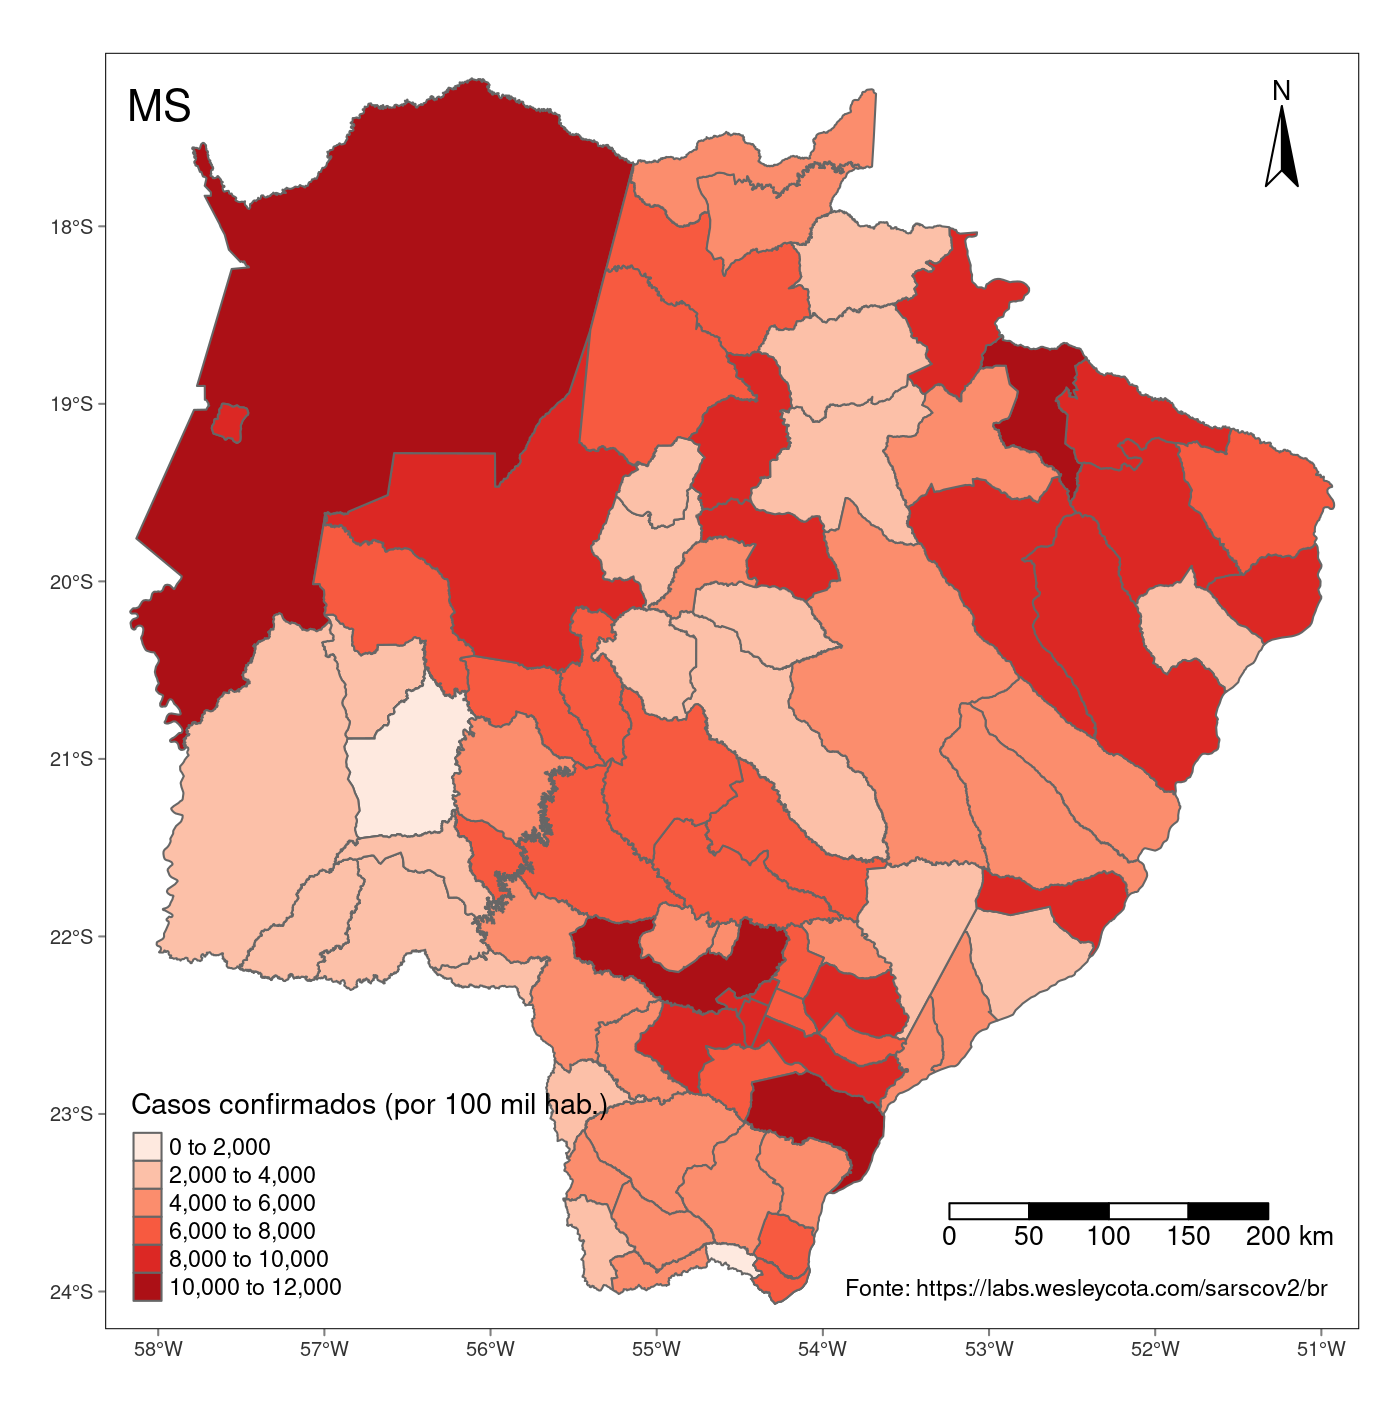 MS
N
18°S
19°S
20°S
21°S
22°S
23°S
24°S
Casos confirmados (por 100 mil hab.)
0 to 2,000
2,000 to 4,000
4,000 to 6,000
6,000 to 8,000
8,000 to 10,000
10,000 to 12,000
0 50 100 150 200 km
Fonte: https://labs.wesleycota.com/sarscov2/br
58°W 57°W 56°W 55°W 54°W 53°W 52°W 51°W